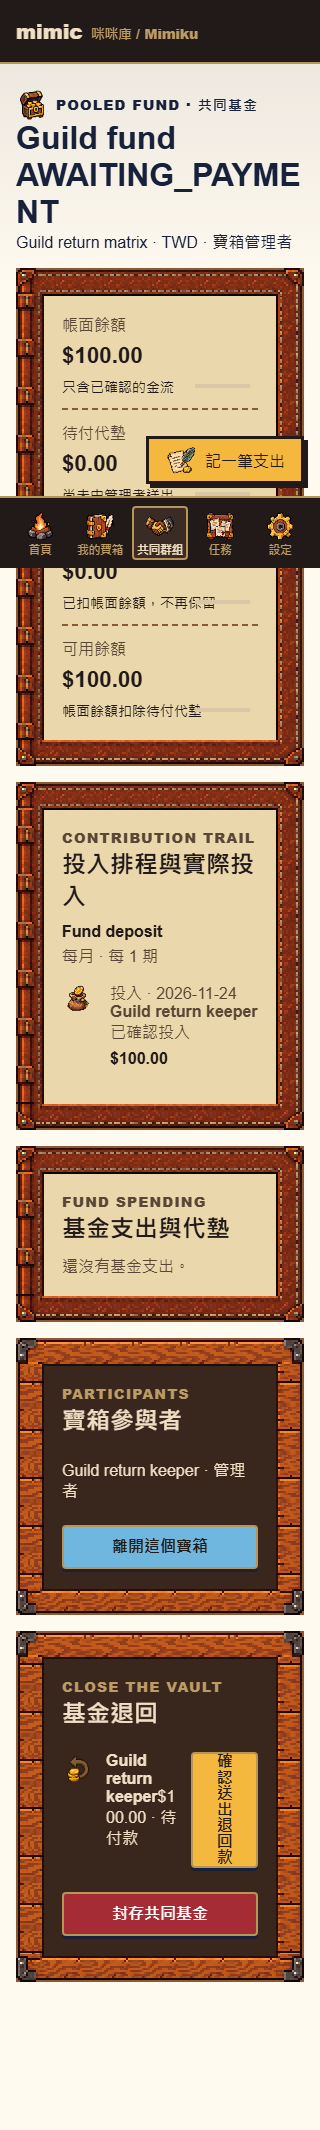 mimic 咪咪庫 / Mimiku
POOLED FUND · 共同基金
Guild fund
AWAITING_PAYME
NT
Guild return matrix · TWD · 寶箱管理者
帳面餘額
$100.00
只含已確認的金流
待付代墊
$0.00
記一筆支出
尚未由管理者送出
首頁
我的寶箱
共同群組
任務
設定
$0.00
已扣帳面餘額，不再保留
可用餘額
$100.00
帳面餘額扣除待付代墊
CONTRIBUTION TRAIL
投入排程與實際投
入
Fund deposit
每月 · 每 1 期
投入 · 2026-11-24
Guild return keeper
已確認投入
$100.00
FUND SPENDING
基金支出與代墊
還沒有基金支出。
PARTICIPANTS
寶箱參與者
Guild return keeper · 管理
者
離開這個寶箱
CLOSE THE VAULT
基金退回
Guild
return
keeper$1
00.00 · 待
付款
確認送出退回款
封存共同基金